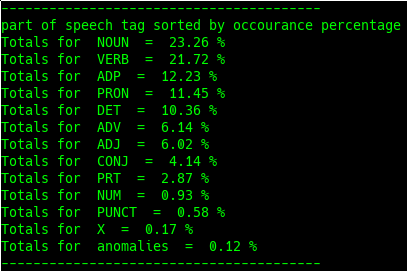 ----------------------------------------
part of speech tag sorted by occourance percentage
Totals for  NOUN  =  23.26 %
Totals for  VERB  =  21.72 %
Totals for  ADP  =  12.23 %
Totals for  PRON  =  11.45 %
Totals for  DET  =  10.36 %
Totals for  ADV  =  6.14 %
Totals for  ADJ  =  6.02 %
Totals for  CONJ  =  4.14 %
Totals for  PRT  =  2.87 %
Totals for  NUM  =  0.93 %
Totals for  PUNCT  =  0.58 %
Totals for  X  =  0.17 %
Totals for  anomalies  =  0.12 %
----------------------------------------